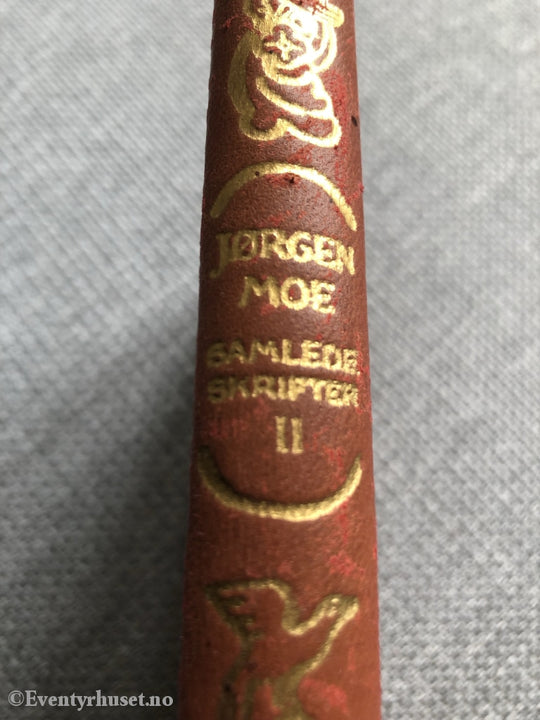 JØRGEN
MOE
SAMLEDE
SKRIFTER
II
©Eventyrhuset.no